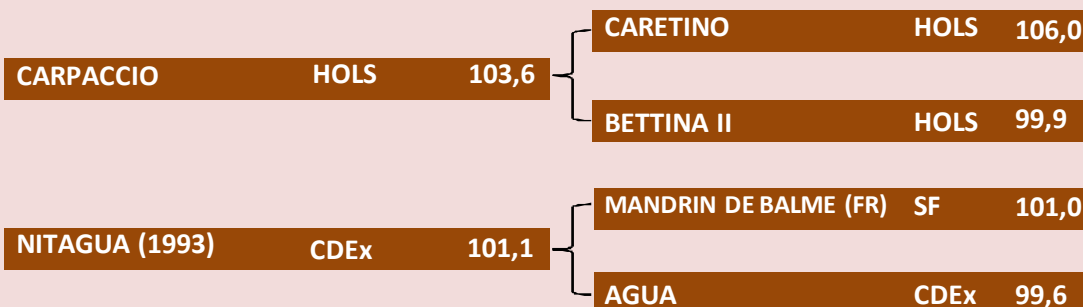 CARETINO HOLS 106,0
CARPACCIO HOLS 103,6
BETTINA II HOLS 99,9
MANDRIN DE BALME (FR) SF 101,0
NITAGUA (1993) CDEx 101,1
AGUA CDEx 99,6